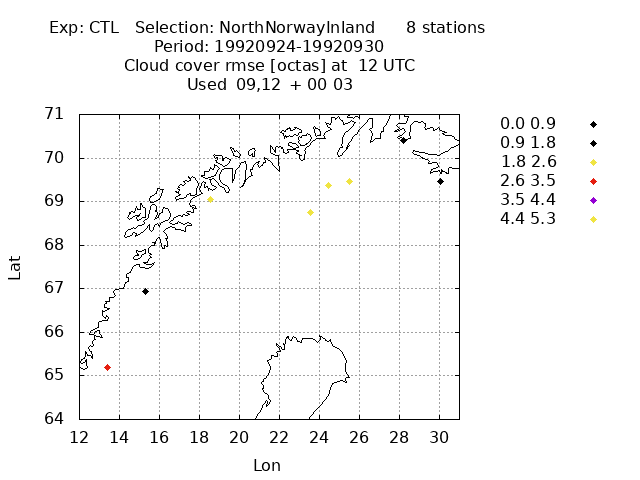 Exp: CTL Selection: NorthNorwayInland 8 stations
Period: 19920924-19920930
Cloud cover rmse [octas] at 12 UTC
Used 09,12 + 00 03
0.0 0.9
0.9 1.8
1.8 2.6
2.6 3.5
3.5 4.4
4.4 5.3
71
70
69
68
67
66
65
64
Lat
12 14 16 18 20 22 24 26 28 30
Lon